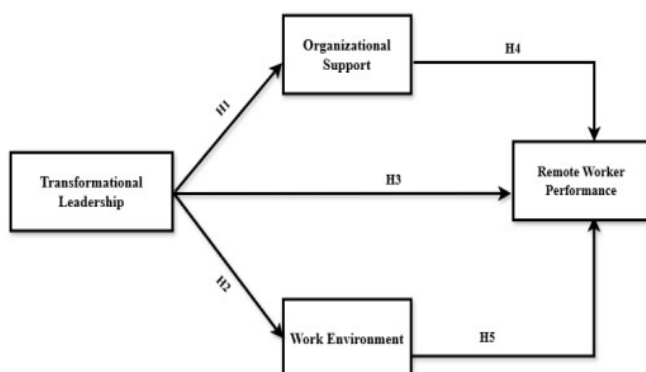 Organizational
Support
H4
H1
Transformational
Leadership
H3
Remote Worker
Performance
H2
Work Environment
H5